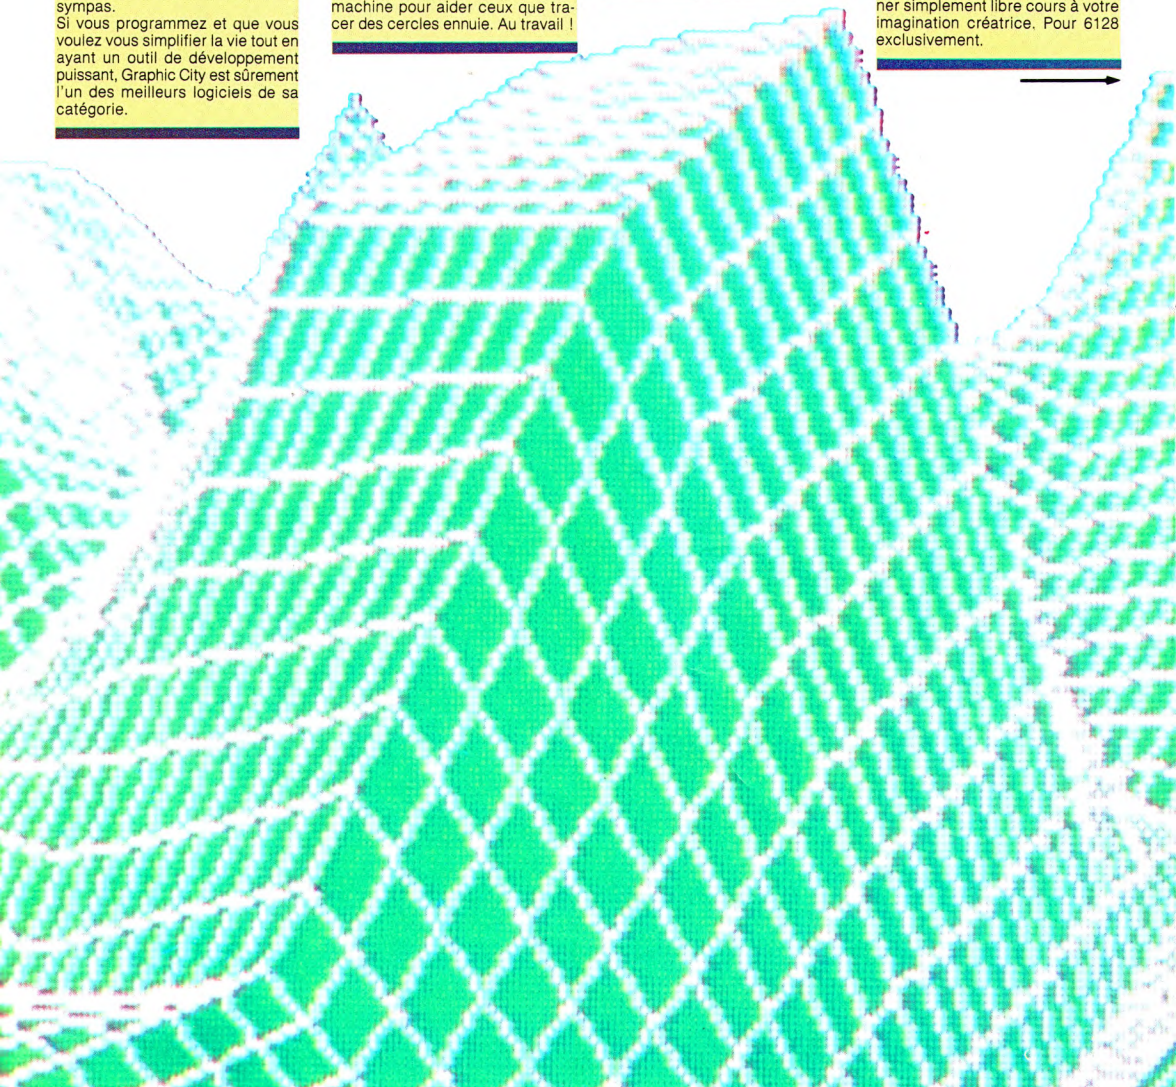 sympas.
Si vous programmez et que vous
voulez vous simplifier la vie tout en
ayant un outil de développement
puissant, Graphic City est sûrement
l'un des meilleurs logiciels de sa
catégorie.
machine pour aider ceux que tra-
cer des cercles ennuie. Au travail !
ner simplement libre cours à votre
imagination créatrice. Pour 6128
exclusivement.